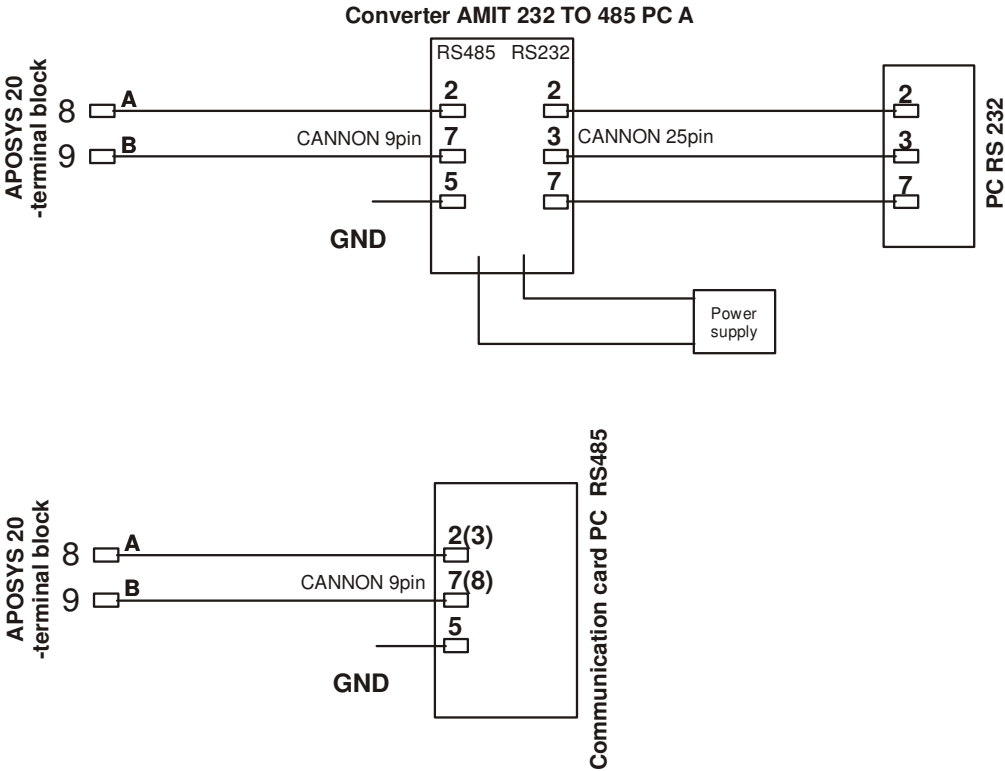 Converter AMIT 232 TO 485 PC A
RS485 RS232
APOSYS 20
-terminal block
8 A 2 2 2
CANNON 9pin CANNON 25pin
9 B 7 3 3
5 7 7
GND
PC RS 232
Power
supply
APOSYS 20
-terminal block
8 A 2(3)
CANNON 9pin
9 B 7(8)
5
GND
Communication card PC RS485